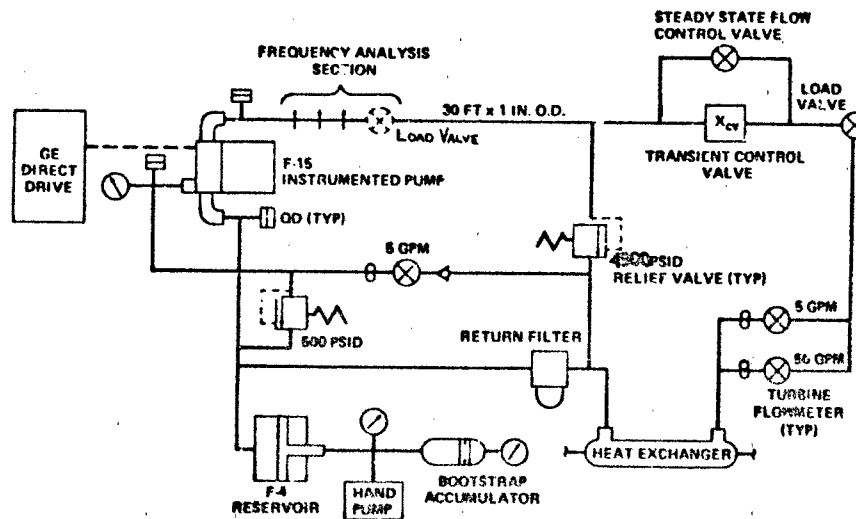 STEADY STATE FLOW
CONTROL VALVE
FREQUENCY ANALYSIS
SECTION
30 FT x 1 IN. O.D.
LOAD
VALVE
LOAD VALVE
X CV
TRANSIENT CONTROL
VALVE
GE
DIRECT
DRIVE
F-15
INSTRUMENTED PUMP
QD (TYP)
5 GPM
PSID
RELIEF VALVE (TYP)
500 PSID
RETURN FILTER
5 GPM
50 GPM
TURBINE
FLOWMETER
(TYP)
HEAT EXCHANGER
F-4
RESERVOIR
HAND
PUMP
BOOTSTRAP
ACCUMULATOR